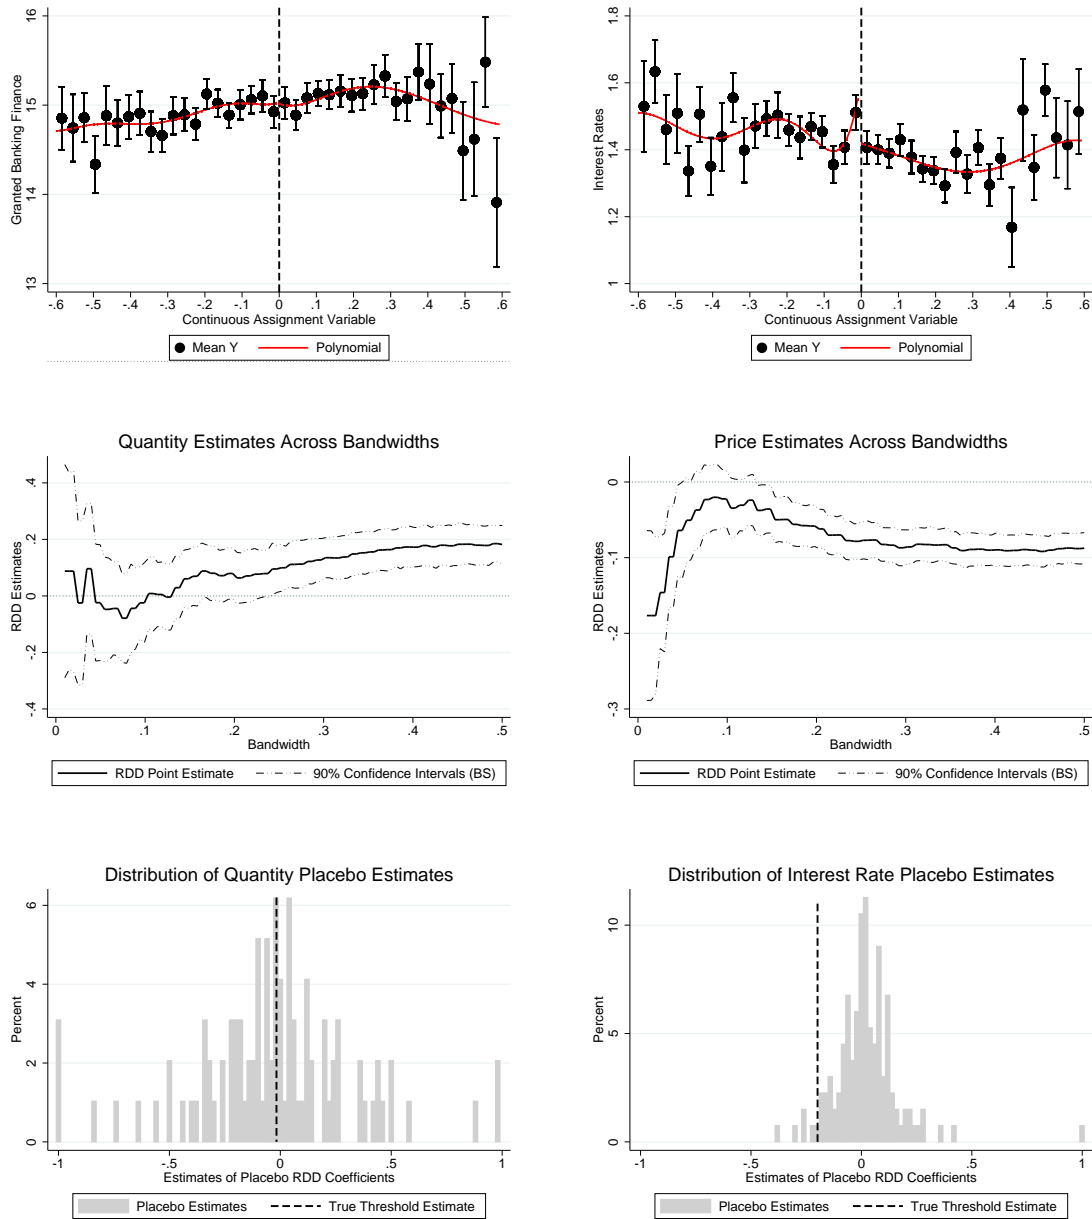 Granted Banking Finance
16
15
14
13
-.6 -.5 -.4 -.3 -.2 -.1 0 .1 .2 .3 .4 .5 .6
Continuous Assignment Variable
Mean Y Polynomial
Interest Rates
1.8
1.6
1.4
1.2
1
-.6 -.5 -.4 -.3 -.2 -.1 0 .1 .2 .3 .4 .5 .6
Continuous Assignment Variable
Mean Y Polynomial
Quantity Estimates Across Bandwidths
RDD Estimates
.4
.2
0
-.2
-.4
0 .1 .2 .3 .4 .5
Bandwidth
RDD Point Estimate 90% Confidence Intervals (BS)
Price Estimates Across Bandwidths
RDD Estimates
0
-.1
-.2
-.3
0 .1 .2 .3 .4 .5
Bandwidth
RDD Point Estimate 90% Confidence Intervals (BS)
Distribution of Quantity Placebo Estimates
Percent
6
4
2
0
-1 -.5 0 .5 1
Estimates of Placebo RDD Coefficients
Placebo Estimates True Threshold Estimate
Distribution of Interest Rate Placebo Estimates
Percent
10
5
0
-1 -.5 0 .5 1
Estimates of Placebo RDD Coefficients
Placebo Estimates True Threshold Estimate